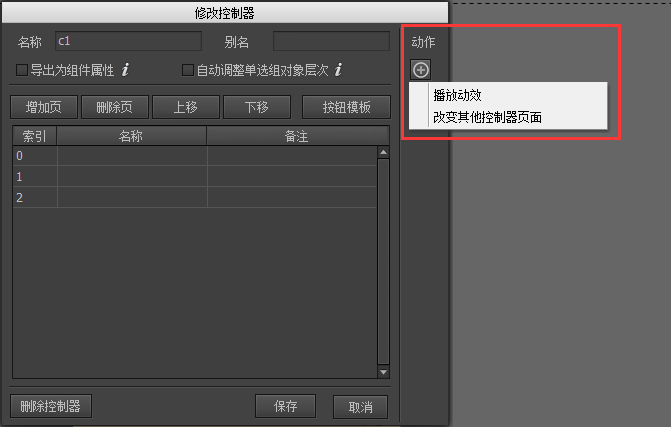 修改控制器
名称 c1 别名 动作
导出为组件属性 i 自动调整单选组对象层次 i
播放动效
改变其他控制器页面
增加页 删除页 上移 下移 按钮模板
索引 名称 备注
0
1
2
删除控制器 保存 取消